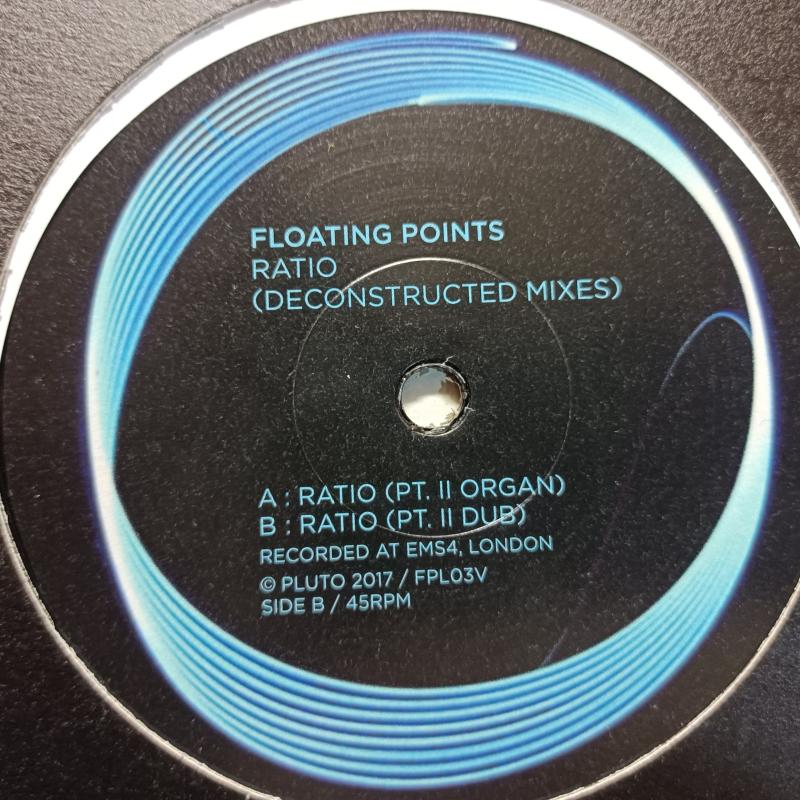 FLOATING POINTS
RATIO
(DECONSTRUCTED MIXES)
A : RATIO (PT. II ORGAN)
B : RATIO (PT. II DUB)
RECORDED AT EMS4, LONDON
© PLUTO 2017 / FPL03V
SIDE B / 45RPM